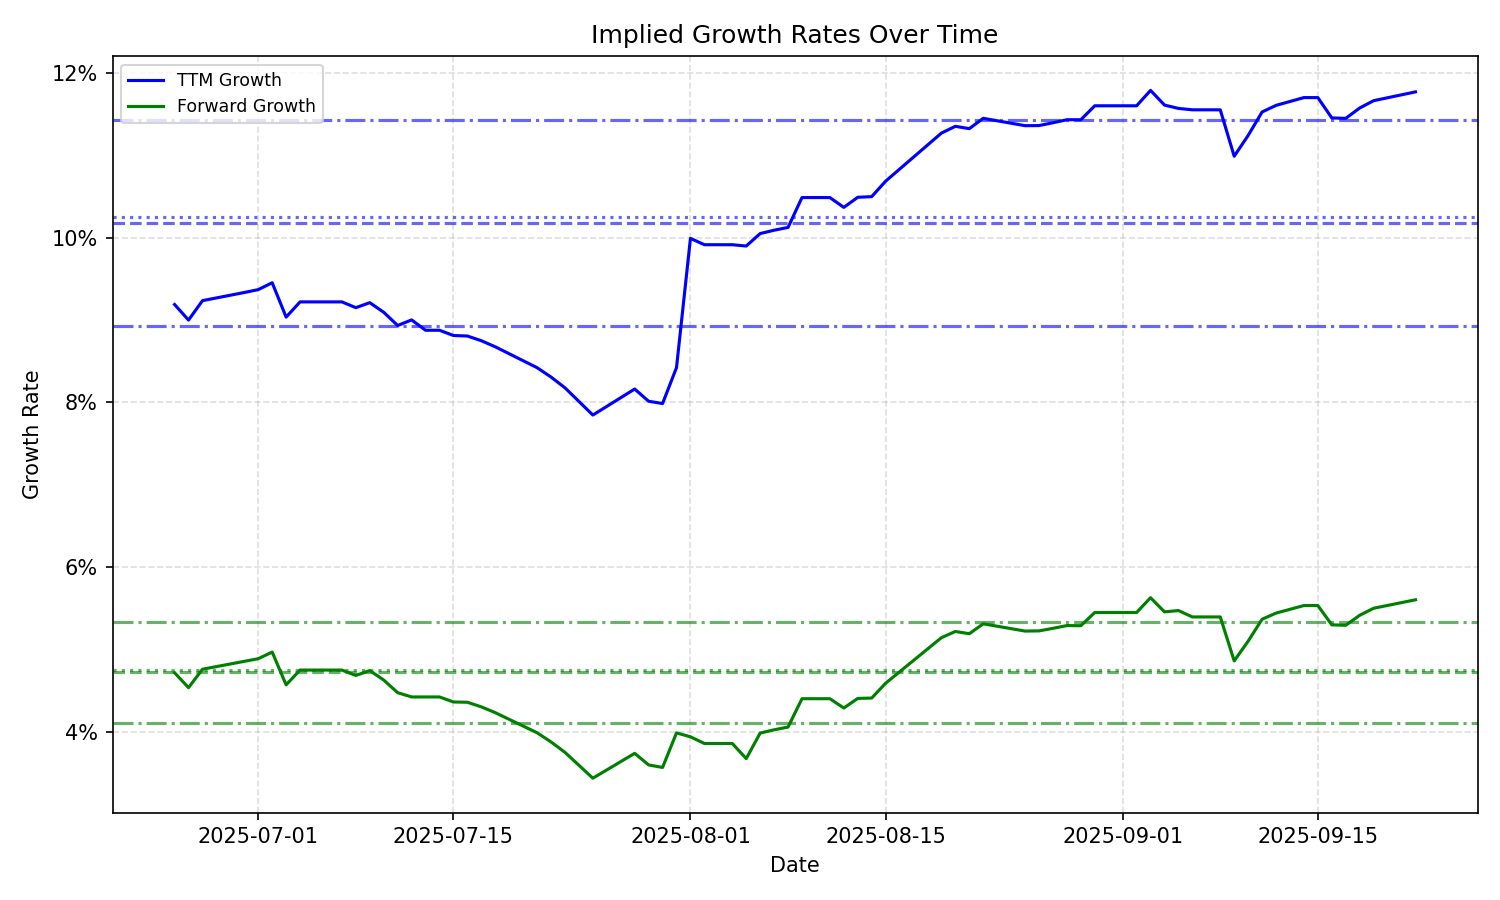 Implied Growth Rates Over Time
TTM Growth
Forward Growth
12%
10%
8%
6%
4%
Growth Rate
2025-07-01
2025-07-15
2025-08-01
2025-08-15
2025-09-01
2025-09-15
Date